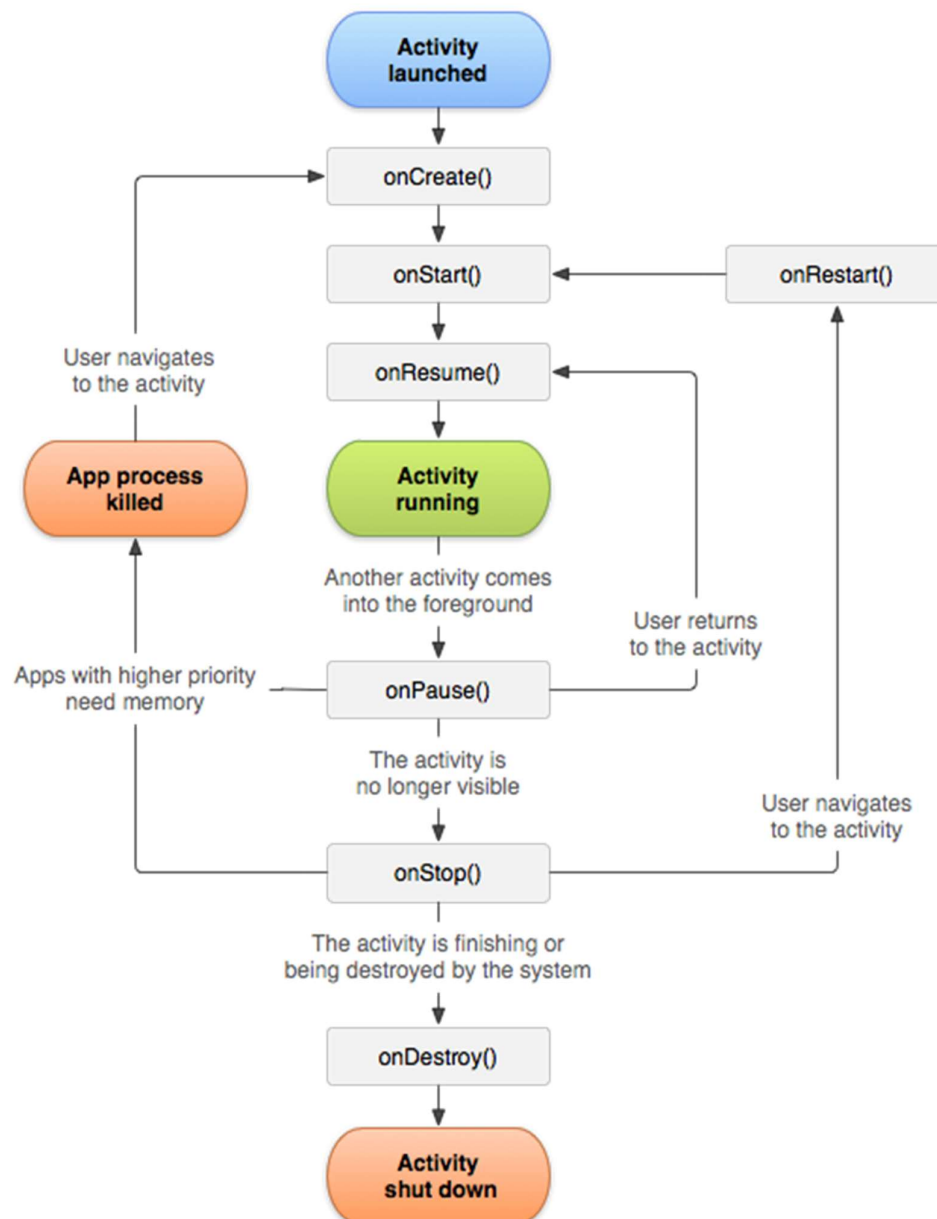 Activity
launched
onCreate()
onStart()
onRestart()
User navigates
to the activity
onResume()
App process
killed
Activity
running
Another activity comes
into the foreground
User returns
to the activity
Apps with higher priority
need memory
onPause()
The activity is
no longer visible
User navigates
to the activity
onStop()
The activity is finishing or
being destroyed by the system
onDestroy()
Activity
shut down